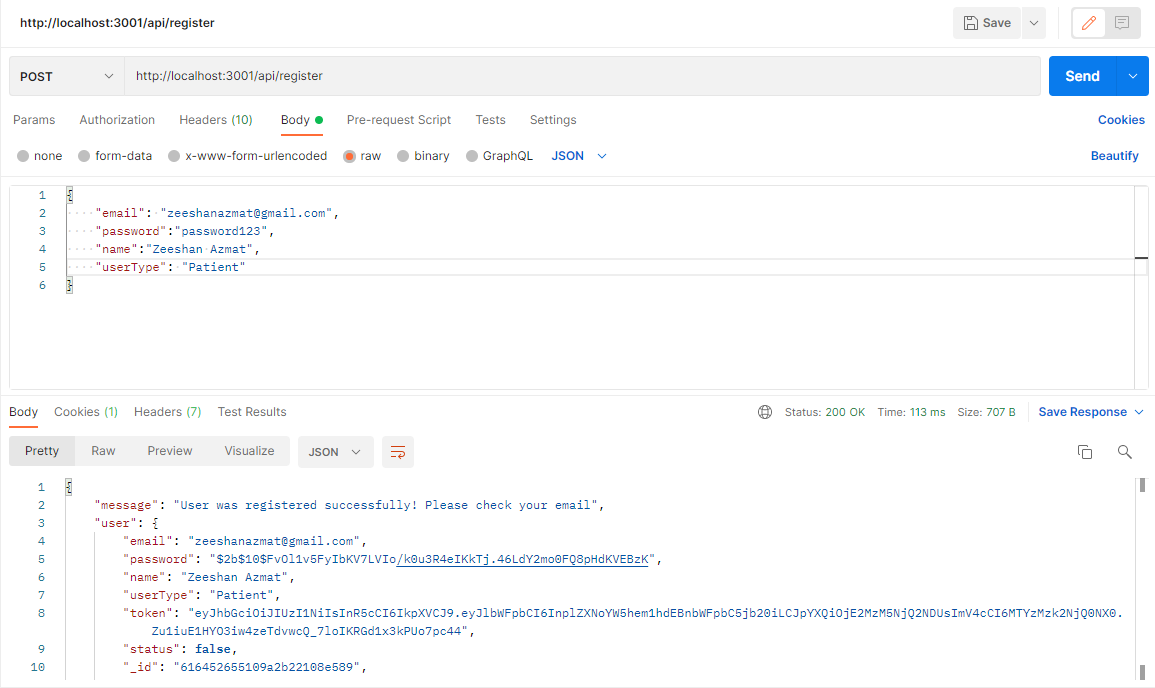 http://localhost:3001/api/register
Save
POST
http://localhost:3001/api/register
Send
Params Authorization Headers (10) Body Pre-request Script Tests Settings Cookies
none form-data x-www-form-urlencoded raw binary GraphQL JSON Beautify
1 {
2 "email": "zeeshanazmat@gmail.com",
3 "password":"password123",
4 "name":"Zeeshan Azmat",
5 "userType": "Patient"
6 }
Body Cookies (1) Headers (7) Test Results Status: 200 OK Time: 113 ms Size: 707 B Save Response
Pretty Raw Preview Visualize JSON
1 {
2 "message": "User was registered successfully! Please check your email",
3 "user": {
4 "email": "zeeshanazmat@gmail.com",
5 "password": "$2b$10$FvOl1v5FyIbKV7LVIo/k0u3R4eIKkTj.46LdY2mo0FQ8pHdKVEBzK",
6 "name": "Zeeshan Azmat",
7 "userType": "Patient",
8 "token": "eyJhbGciOiJIUzI1NiIsInR5cCI6IkpXVCJ9.eyJlbWFpbCI6InplZXNoYW5hem1hdEBnbWFpbC5jb20iLCJpYXQiOjE2MzM5NjQ2NDUsImV4cCI6MTYzMzk2NjQ0NX0.
Zu1iuE1HYO3iw4zeTdvwcQ_7loIKRGd1x3kPUo7pc44",
9 "status": false,
10 "_id": "616452655109a2b22108e589",